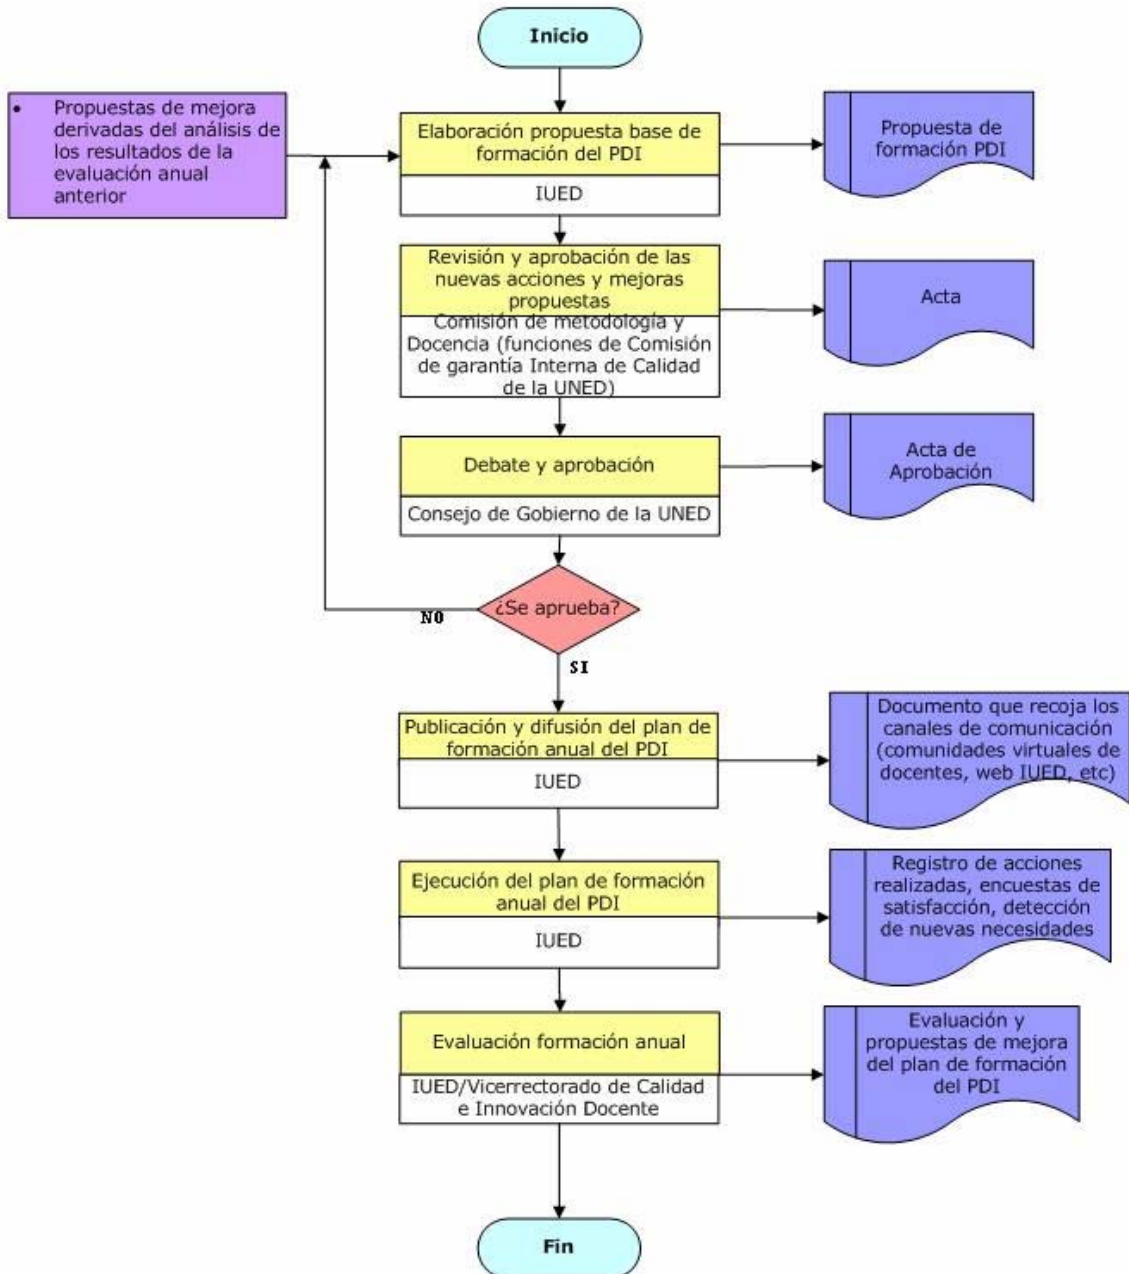 Inicio
• Propuestas de mejora
derivadas del análisis de
los resultados de la
evaluación anual
anterior
Elaboración propuesta base de
formación del PDI
IUED
Propuesta de
formación PDI
Revisión y aprobación de las
nuevas acciones y mejoras
propuestas
Comisión de metodología y
Docencia (funciones de Comisión
de garantía Interna de Calidad
de la UNED)
Acta
Debate y aprobación
Consejo de Gobierno de la UNED
Acta de
Aprobación
¿Se aprueba?
NO
SI
Publicación y difusión del plan de
formación anual del PDI
IUED
Documento que recoja los
canales de comunicación
(comunidades virtuales de
docentes, web IUED, etc)
Ejecución del plan de formación
anual del PDI
IUED
Registro de acciones
realizadas, encuestas de
satisfacción, detección
de nuevas necesidades
Evaluación formación anual
IUED/Vicerrectorado de Calidad
e Innovación Docente
Evaluación y
propuestas de mejora
del plan de formación
del PDI
Fin